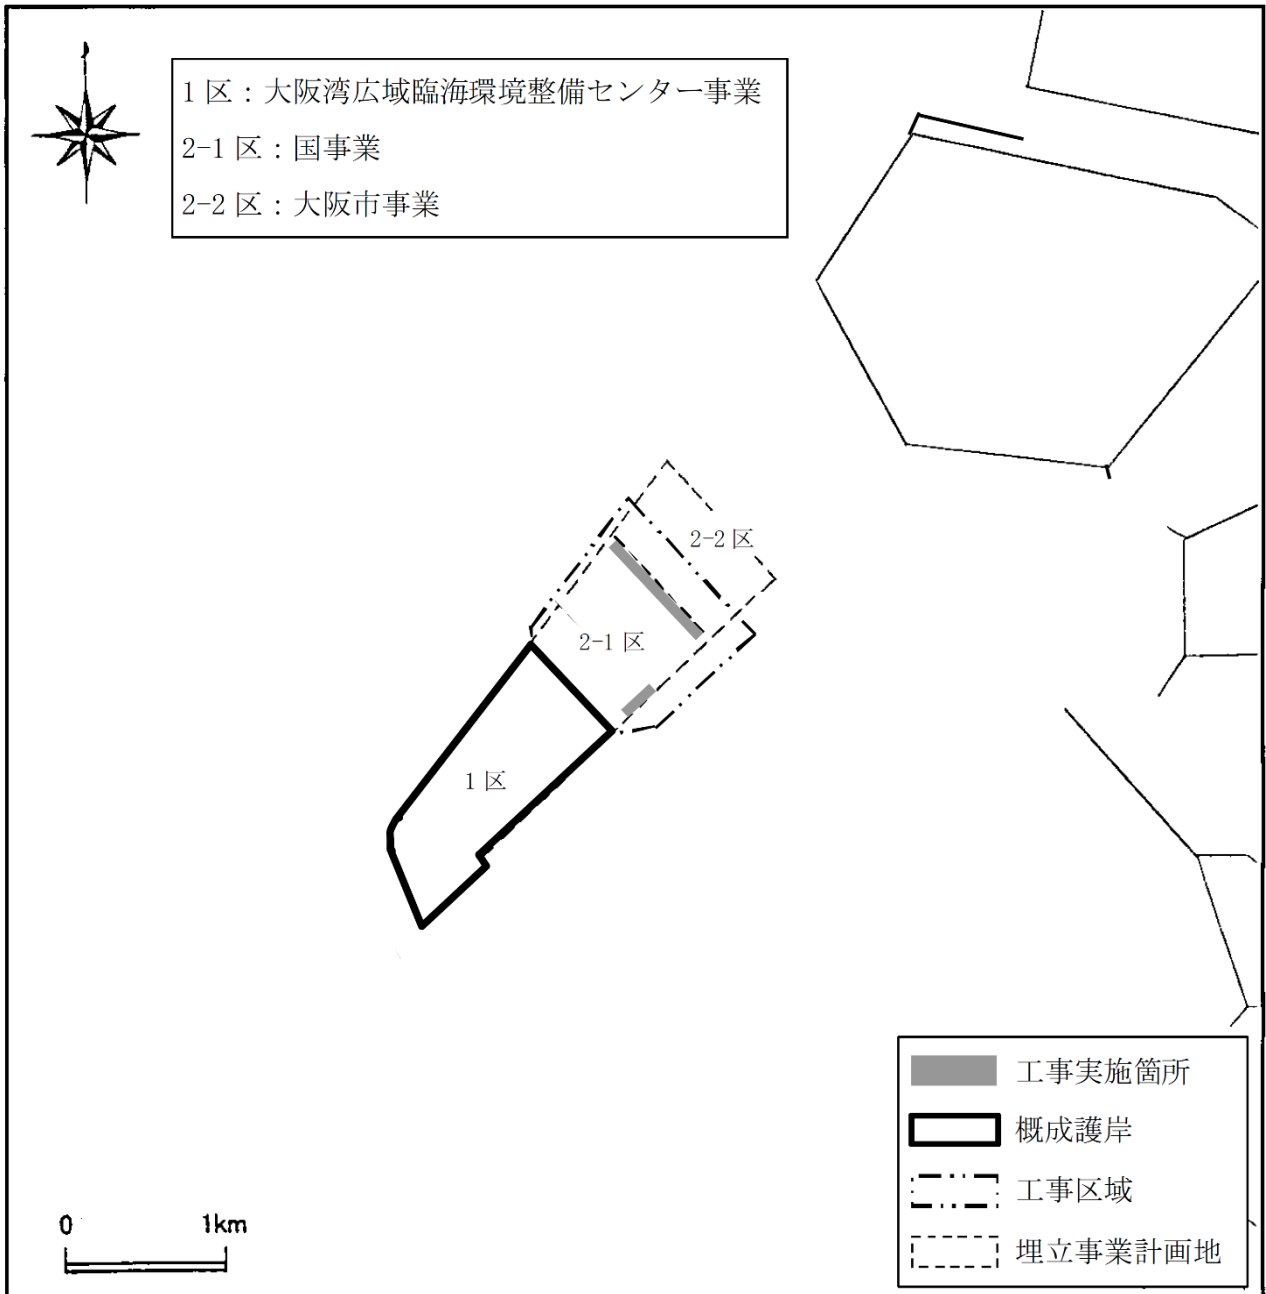 1 区：大阪湾広域臨海環境整備センター事業
2-1 区：国事業
2-2 区：大阪市事業
2-2 区
2-1 区
1 区
工事実施箇所
概成護岸
工事区域
埋立事業計画地
0 1km